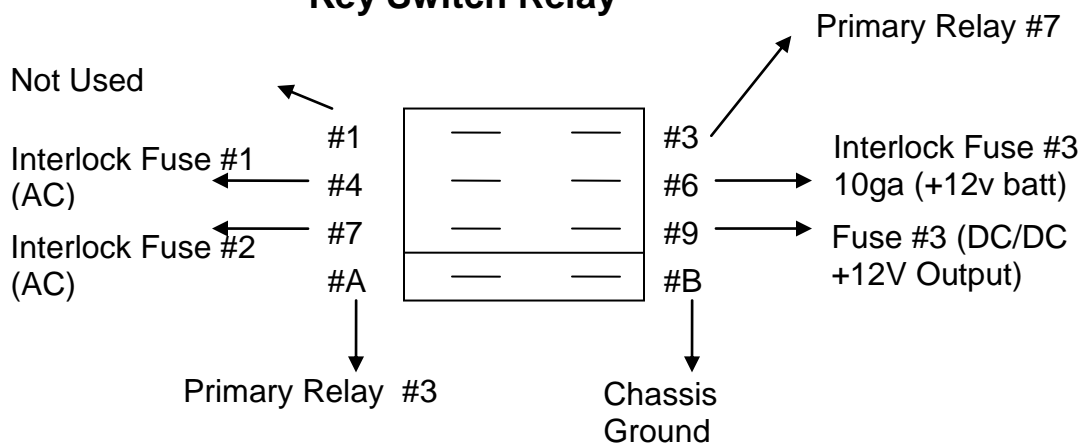 Key Switch Relay
Primary Relay #7
Not Used
#1
#3
Interlock Fuse #1
(AC)
#4
#6
Interlock Fuse #3
10ga (+12v batt)
Interlock Fuse #2
(AC)
#7
#9
Fuse #3 (DC/DC
+12V Output)
#A
#B
Primary Relay #3
Chassis
Ground